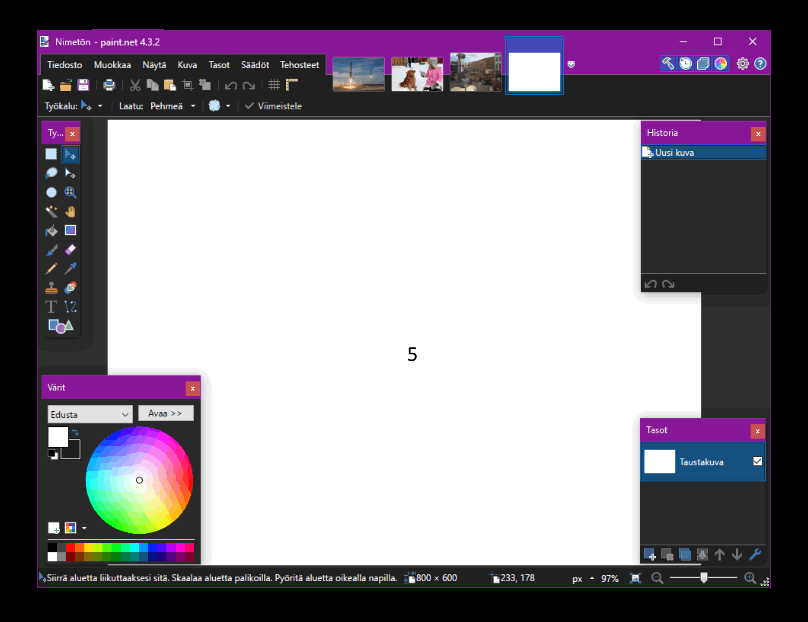 Nimetön - paint.net 4.3.2
Tiedosto Muokkaa Näytä Kuva Tasot Säädöt Tehosteet
Työkalu: Laatu: Pehmeä Viimeistele
Ty...
Historia
Uusi kuva
5
Värit
Edusta Avaa >>
Tasot
Taustakuva
Siirrä aluetta liikuttaaksesi sitä. Skaalaa aluetta palikoilla. Pyöritä aluetta oikealla napilla. 800 × 600 233, 178 px 97%